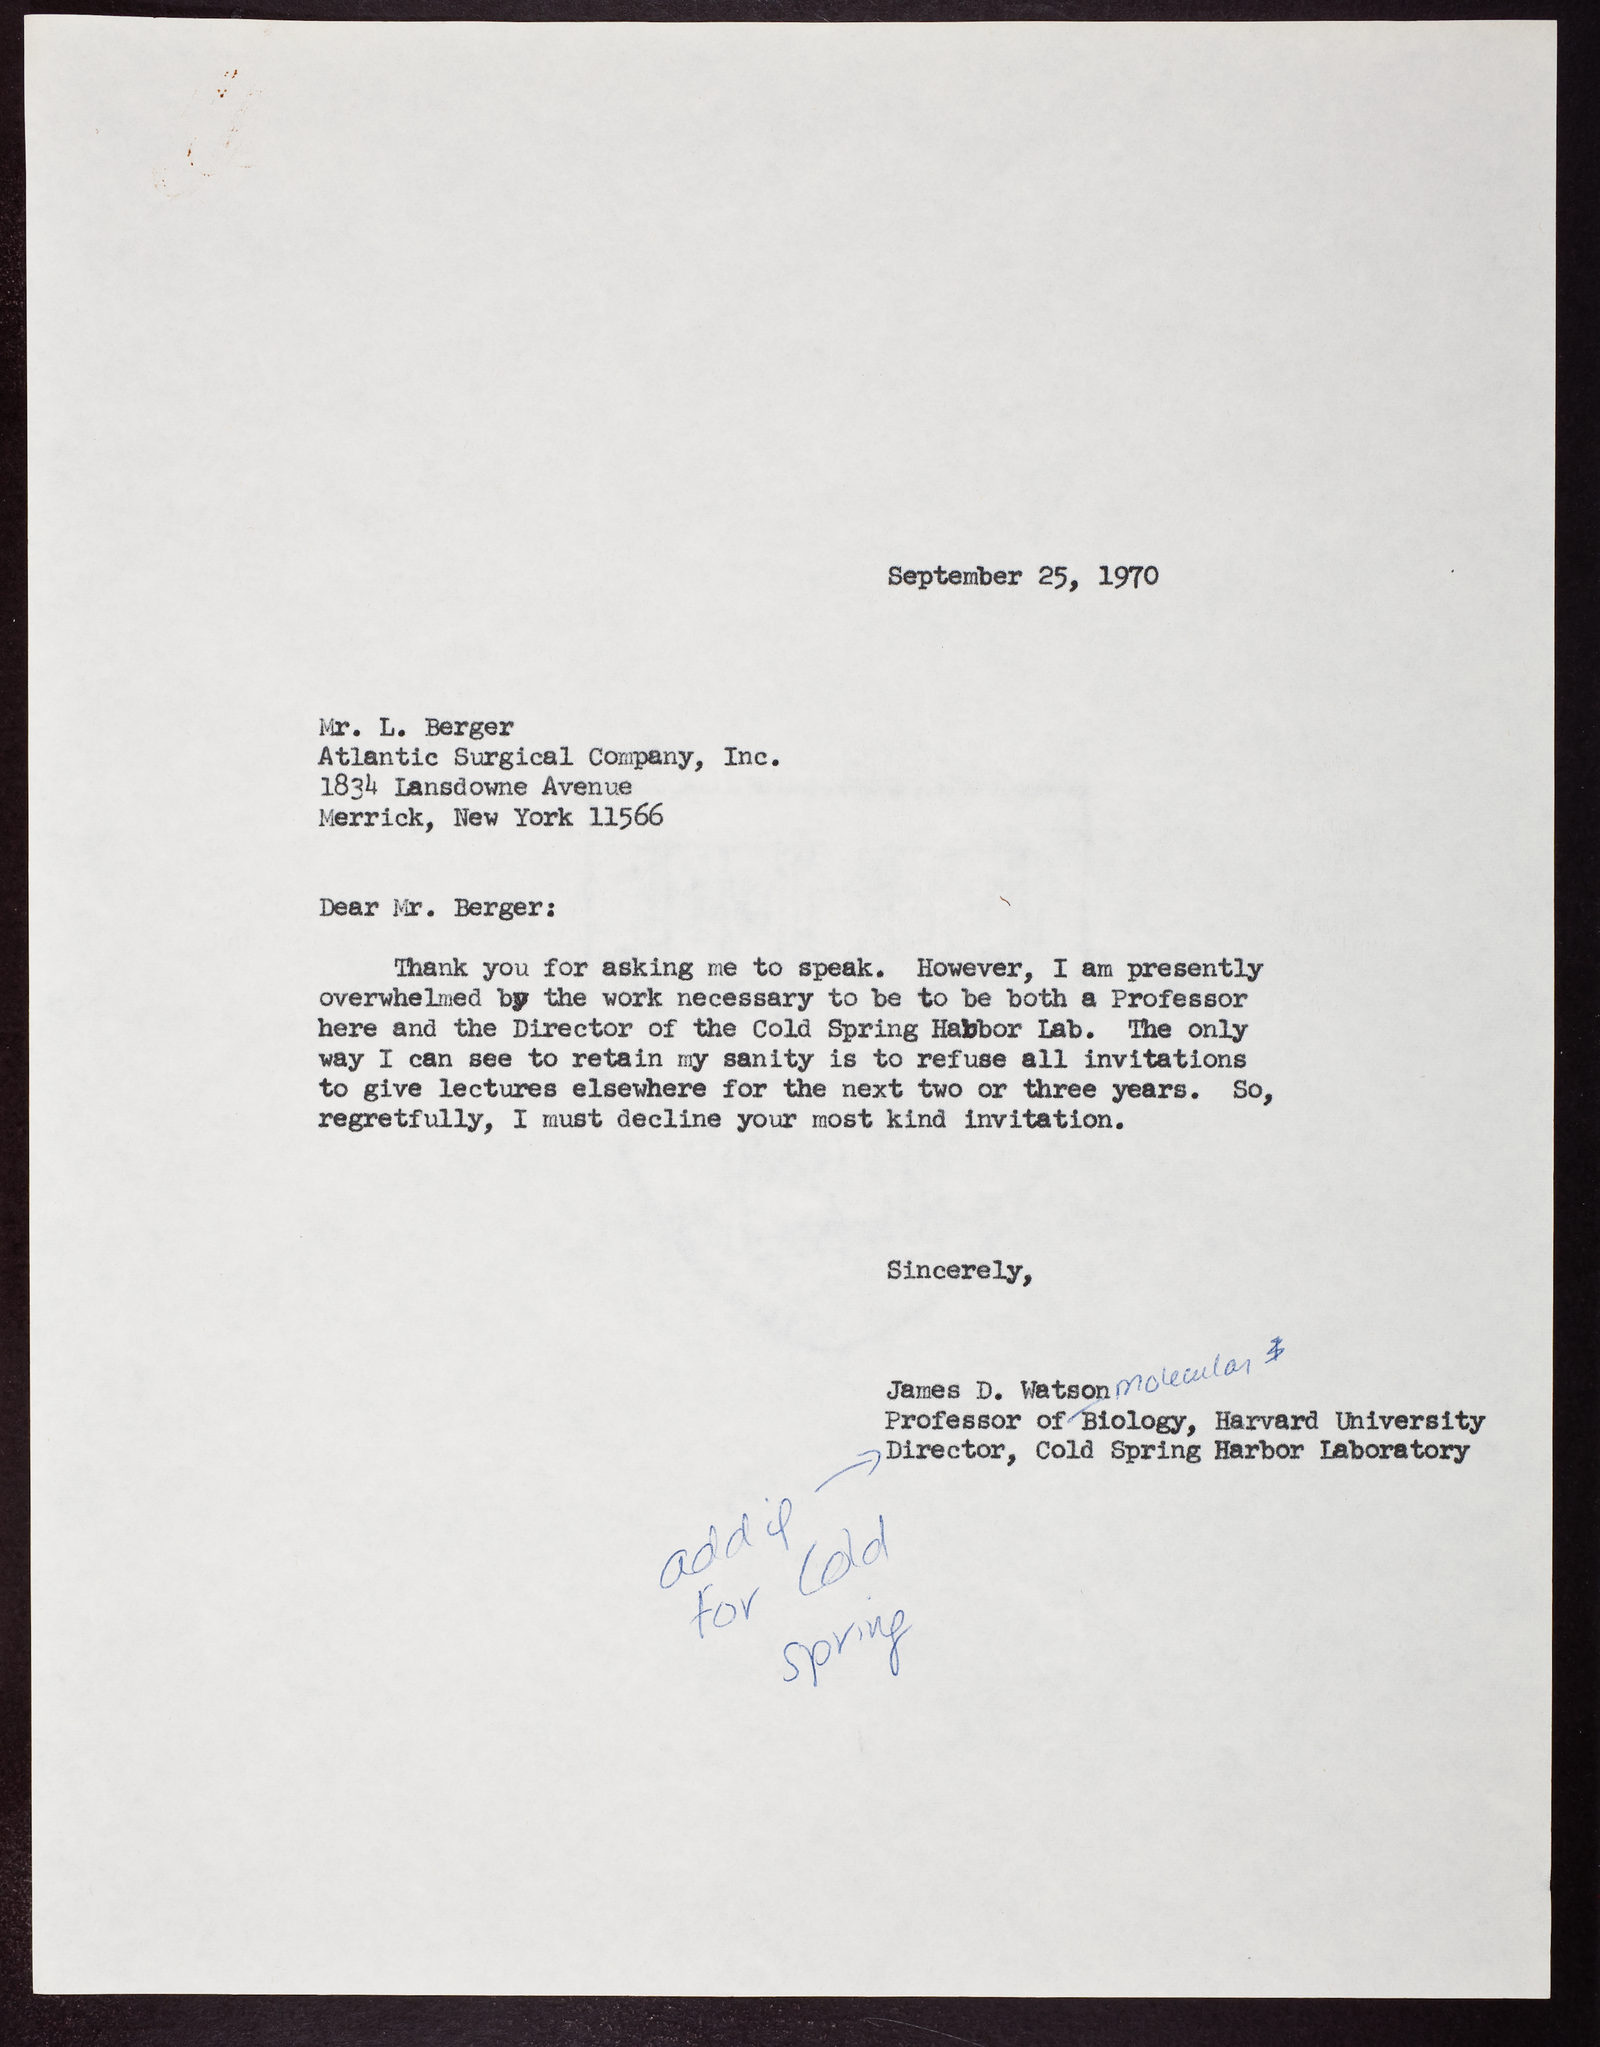 September 25, 1970
Mr. L. Berger
Atlantic Surgical Company, Inc.
1834 Lansdowne Avenue
Merrick, New York 11566
Dear Mr. Berger:
Thank you for asking me to speak. However, I am presently
overwhelmed by the work necessary to be to be both a Professor
here and the Director of the Cold Spring Habbor Lab. The only
way I can see to retain my sanity is to refuse all invitations
to give lectures elsewhere for the next two or three years. So,
regretfully, I must decline your most kind invitation.
Sincerely,
molecular &
James D. Watson
Professor of Biology, Harvard University
Director, Cold Spring Harbor Laboratory
add if
for Cold
spring